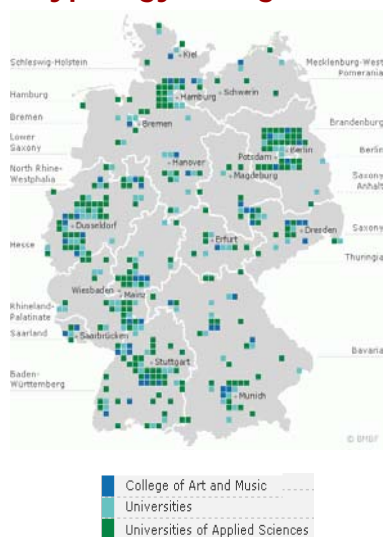 Kiel
Schleswig-Holstein
Mecklenburg-West
Pomerania
Hamburg
Hamburg
Schwerin
Bremen
Bremen
Brandenburg
Lower
Saxony
Hanover
Potsdam
Berlin
Berlin
Magdeburg
North Rhine-
Westphalia
Saxony
Anhalt
Dusseldorf
Erfurt
Dresden
Saxony
Hesse
Thuringia
Wiesbaden
Mainz
Rhineland-
Palatinate
Saarland
Saarbrücken
Bavaria
Stuttgart
Baden-
Württemberg
Munich
© BMBF
College of Art and Music
Universities
Universities of Applied Sciences